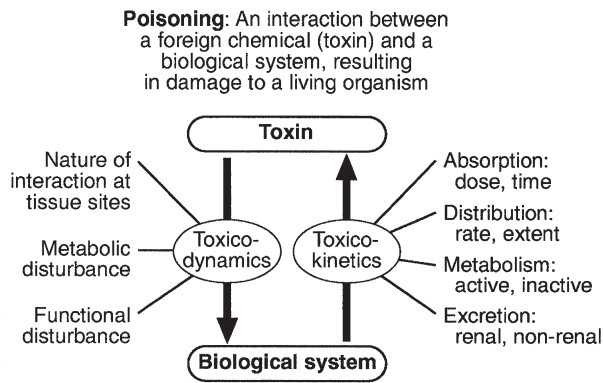 Poisoning: An interaction between
a foreign chemical (toxin) and a
biological system, resulting
in damage to a living organism
Toxin
Nature of
interaction at
tissue sites
Metabolic
disturbance
Functional
disturbance
Toxico-
dynamics
Toxico-
kinetics
Absorption:
dose, time
Distribution:
rate, extent
Metabolism:
active, inactive
Excretion:
renal, non-renal
Biological system